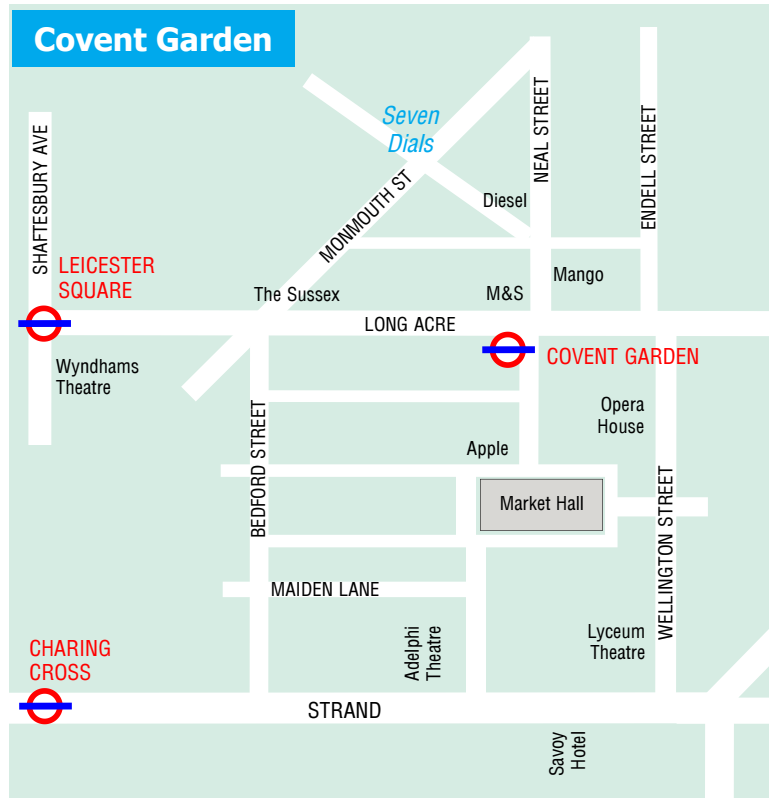 Covent Garden
Seven
Dials
NEAL STREET
ENDELL STREET
SHAFTESBURY AVE
MONMOUTH ST
Diesel
LEICESTER
SQUARE
The Sussex
M&S
Mango
LONG ACRE
COVENT GARDEN
Wyndhams
Theatre
Opera
House
BEDFORD STREET
Apple
Market Hall
WELLINGTON STREET
MAIDEN LANE
Adelphi
Theatre
Lyceum
Theatre
CHARING
CROSS
STRAND
Savoy
Hotel